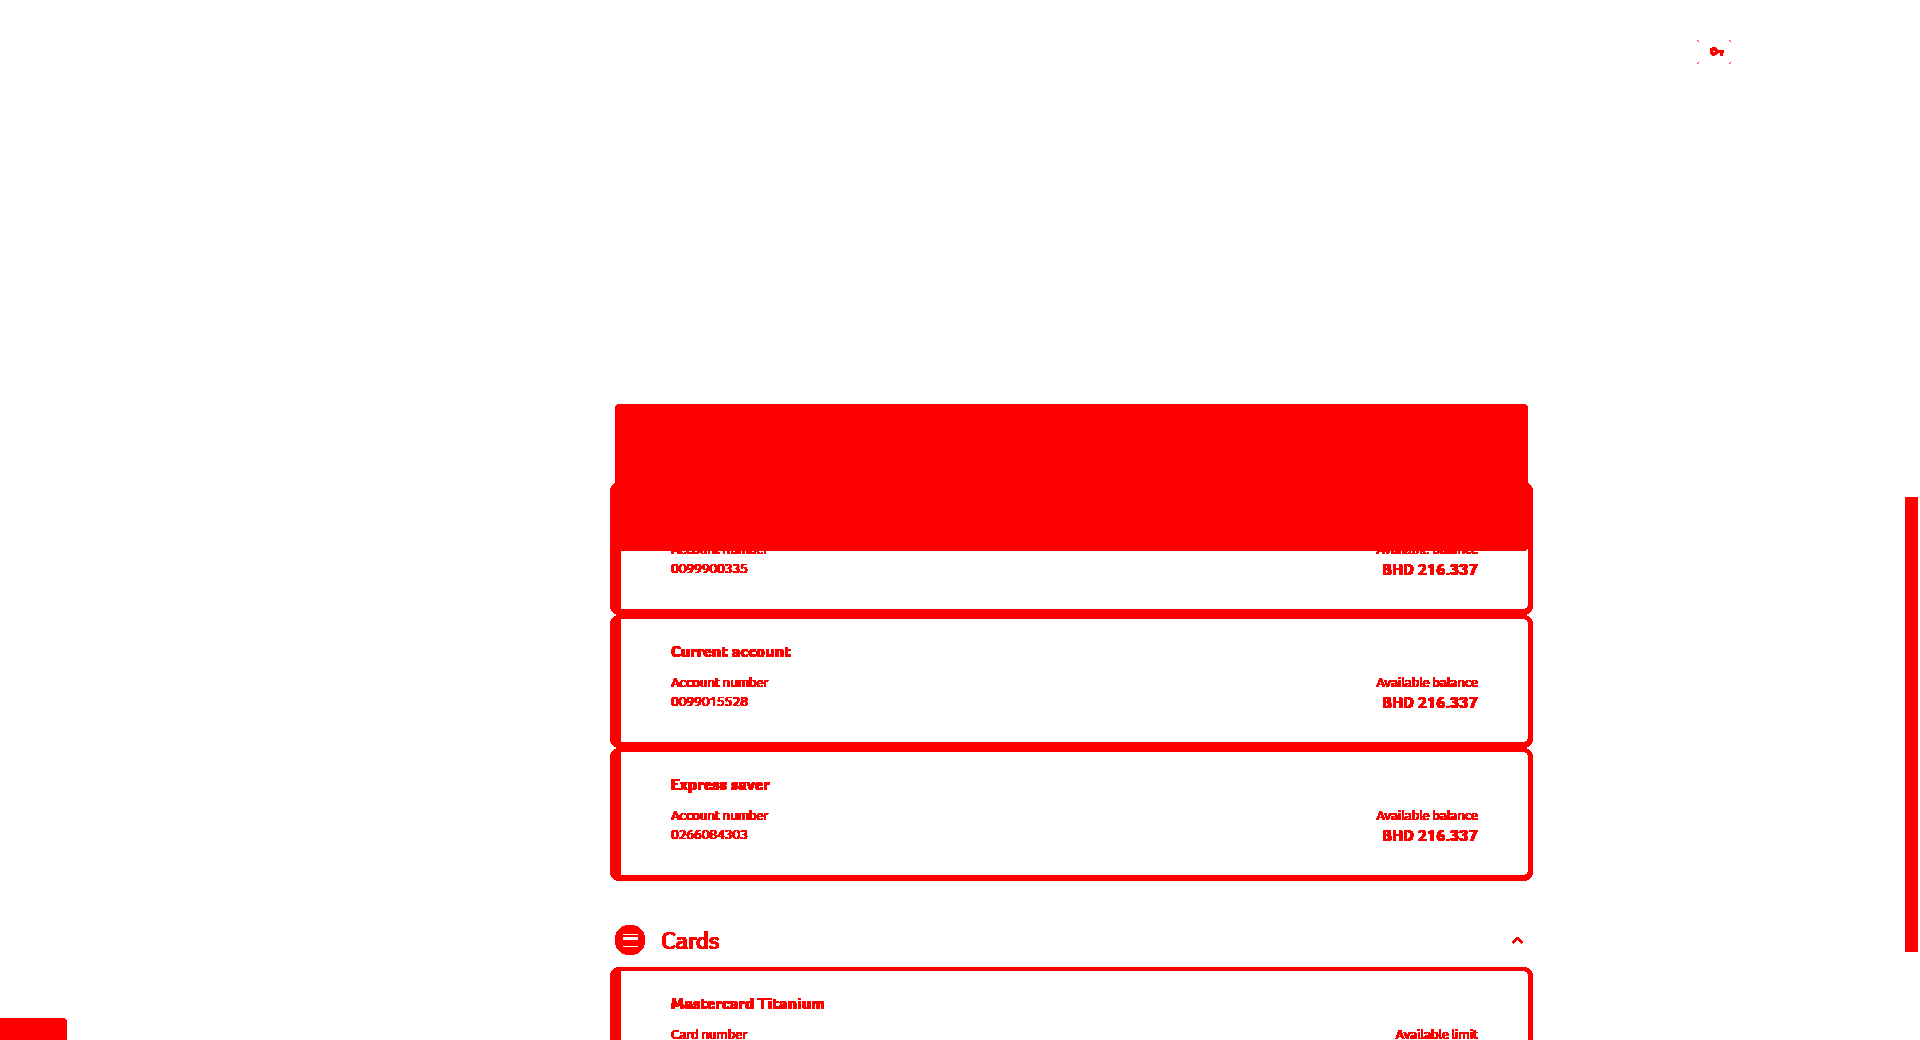 Account number Available balance
0099900335 BHD 216.337
Current account
Account number Available balance
0099015528 BHD 216.337
Express saver
Account number Available balance
0266084303 BHD 216.337
Cards
Mastercard Titanium
Card number Available limit